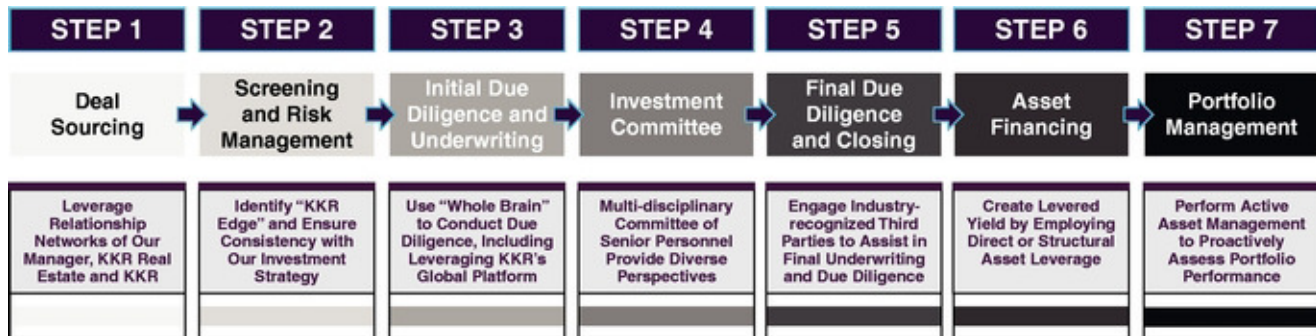 STEP 1
STEP 2
STEP 3
STEP 4
STEP 5
STEP 6
STEP 7
Deal
Sourcing
Screening
and Risk
Management
Initial Due
Diligence and
Underwriting
Investment
Committee
Final Due
Diligence
and Closing
Asset
Financing
Portfolio
Management
Leverage
Relationship
Networks of Our
Manager, KKR Real
Estate and KKR
Identify “KKR
Edge” and Ensure
Consistency with
Our Investment
Strategy
Use “Whole Brain”
to Conduct Due
Diligence, Including
Leveraging KKR’s
Global Platform
Multi-disciplinary
Committee of
Senior Personnel
Provide Diverse
Perspectives
Engage Industry-
recognized Third
Parties to Assist in
Final Underwriting
and Due Diligence
Create Levered
Yield by Employing
Direct or Structural
Asset Leverage
Perform Active
Asset Management
to Proactively
Assess Portfolio
Performance